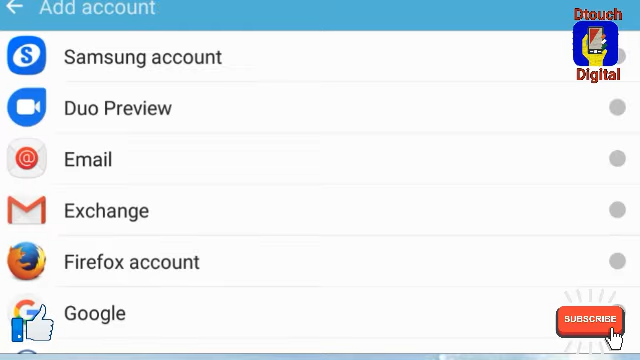 Add account
Dtouch
Digital
Samsung account
Duo Preview
Email
Exchange
Firefox account
Google
SUBSCRIBE